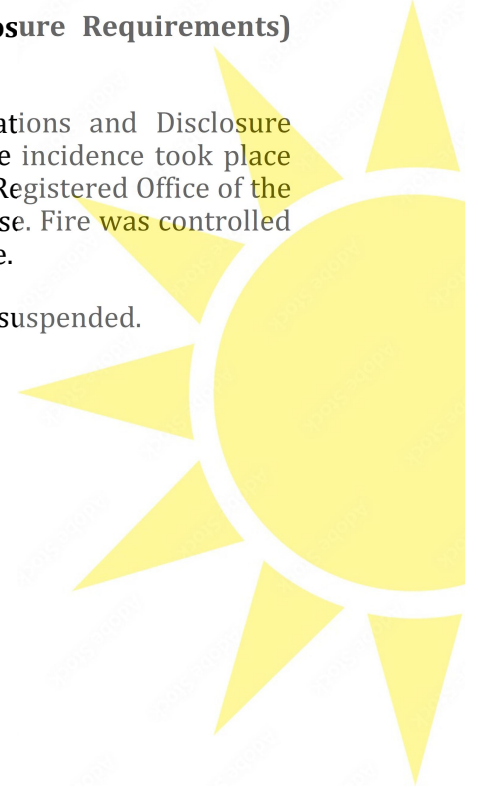 osure Requirements)
ations and Disclosure
e incidence took place
Registered Office of the
se. Fire was controlled
e.
suspended.